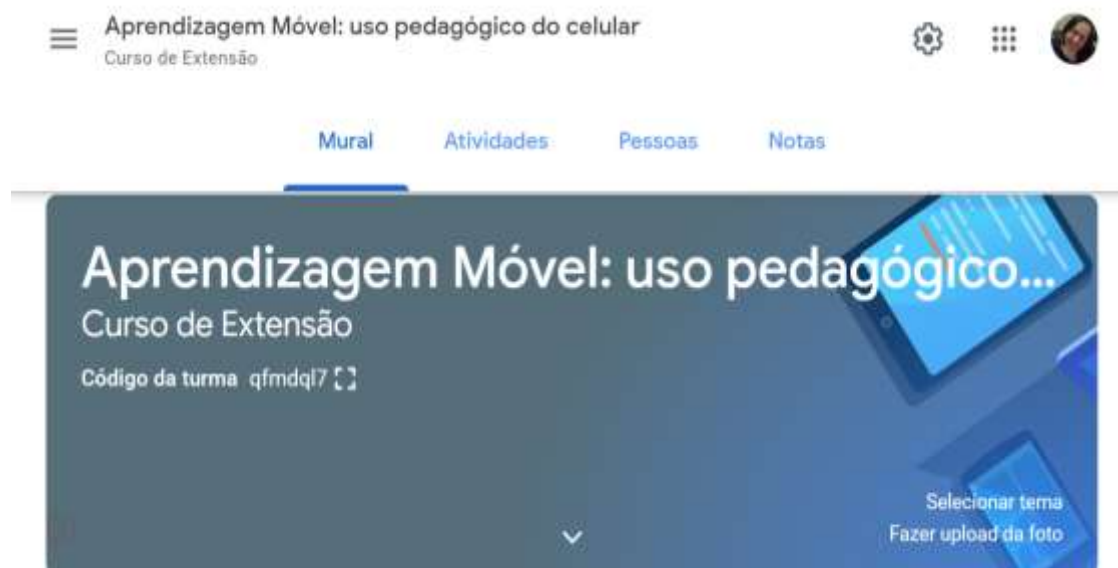 Aprendizagem Móvel: uso pedagógico do celular
Curso de Extensão
Mural Atividades Pessoas Notas
Aprendizagem Móvel: uso pedagógico...
Curso de Extensão
Código da turma qfmdql7
Selecionar tema
Fazer upload da foto